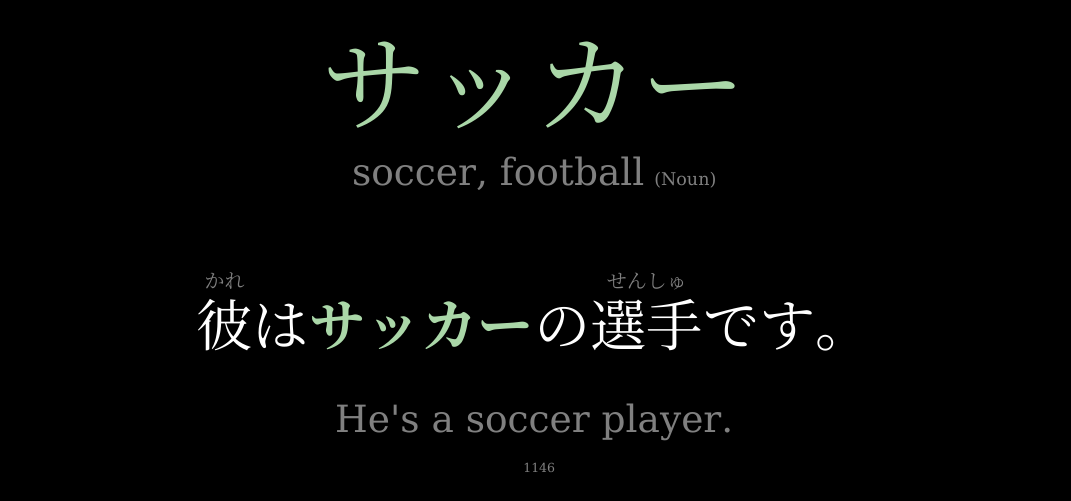 サッカー
soccer, football (Noun)
かれ せんしゅ
彼はサッカーの選手です。
He's a soccer player.
1146